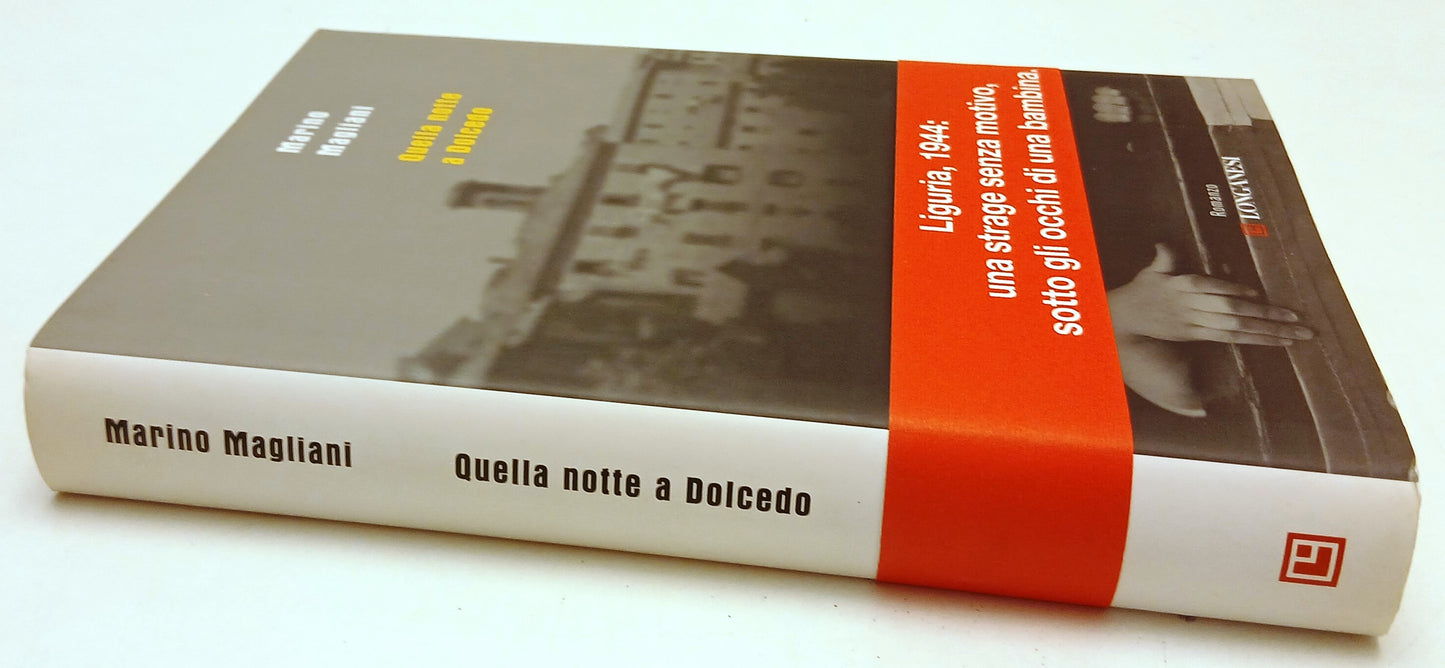 Marino
Magliani
Quella notte
a Dolcedo
Liguria, 1944:
una strage senza motivo,
sotto gli occhi di una bambina.
Romanzo
LONGANESI
Marino Magliani
Quella notte a Dolcedo